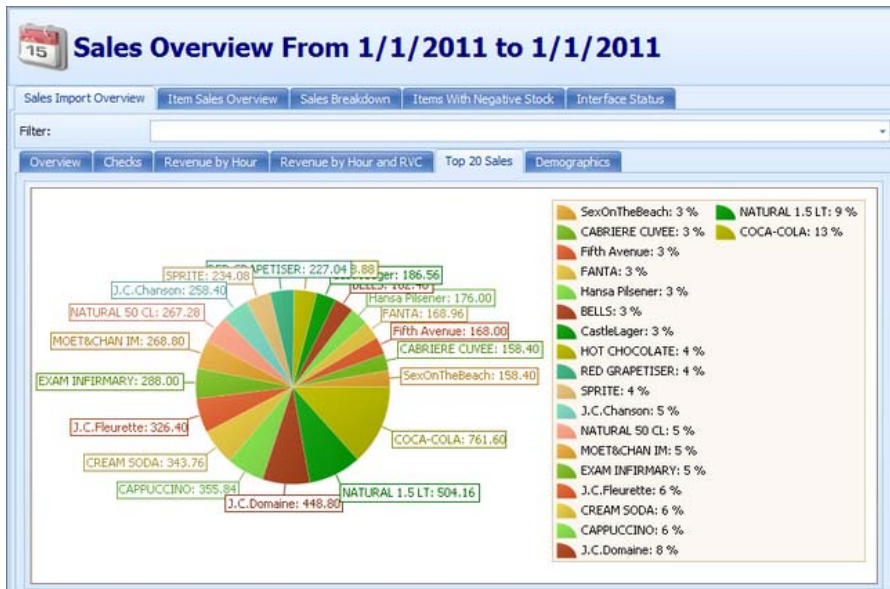 15
Sales Overview From 1/1/2011 to 1/1/2011
Sales Import Overview Item Sales Overview Sales Breakdown Items With Negative Stock Interface Status
Filter:
Overview Checks Revenue by Hour Revenue by Hour and RVC Top 20 Sales Demographics
RED GRAPETISER: 227.04
8.88
SPRITE: 234.08
186.56
J.C.Chanson: 258.40
BELLS: 162.40
Hansa Pilsener: 176.00
NATURAL 50 CL: 267.28
FANTA: 168.96
Fifth Avenue: 168.00
MOET&CHAN IM: 268.80
CABRIERE CUVEE: 158.40
EXAM INFIRMARY: 288.00
SexOnTheBeach: 158.40
J.C.Fleurette: 326.40
COCA-COLA: 761.60
CREAM SODA: 343.76
CAPPUCCINO: 355.84
NATURAL 1.5 LT: 504.16
J.C.Domaine: 448.80
SexOnTheBeach: 3 % NATURAL 1.5 LT: 9 %
CABRIERE CUVEE: 3 % COCA-COLA: 13 %
Fifth Avenue: 3 %
FANTA: 3 %
Hansa Pilsener: 3 %
BELLS: 3 %
CastleLager: 3 %
HOT CHOCOLATE: 4 %
RED GRAPETISER: 4 %
SPRITE: 4 %
J.C.Chanson: 5 %
NATURAL 50 CL: 5 %
MOET&CHAN IM: 5 %
EXAM INFIRMARY: 5 %
J.C.Fleurette: 6 %
CREAM SODA: 6 %
CAPPUCCINO: 6 %
J.C.Domaine: 8 %